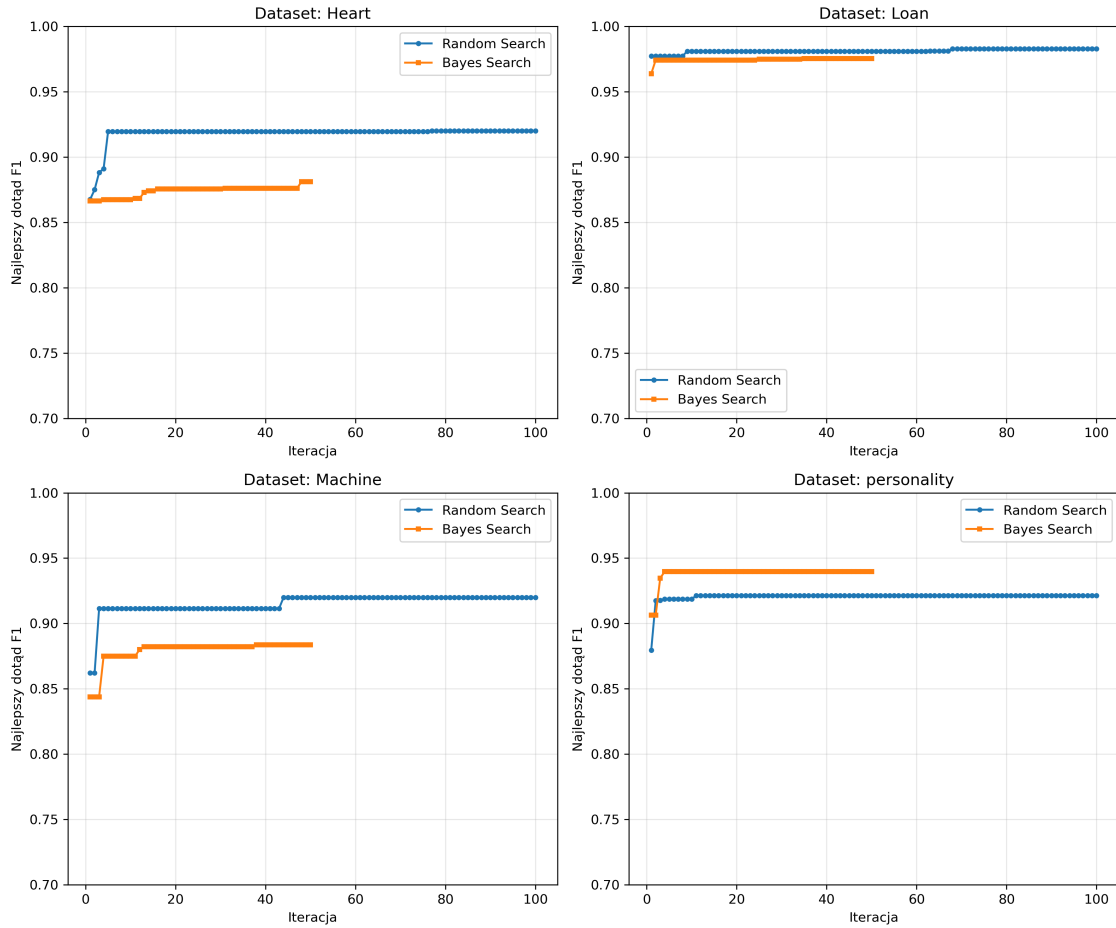 Dataset: Heart
1.00
0.95
0.90
0.85
0.80
0.75
0.70
Najlepszy dotąd F1
0 20 40 60 80 100
Iteracja
Random Search
Bayes Search
Dataset: Loan
1.00
0.95
0.90
0.85
0.80
0.75
0.70
Najlepszy dotąd F1
0 20 40 60 80 100
Iteracja
Random Search
Bayes Search
Dataset: Machine
1.00
0.95
0.90
0.85
0.80
0.75
0.70
Najlepszy dotąd F1
0 20 40 60 80 100
Iteracja
Random Search
Bayes Search
Dataset: personality
1.00
0.95
0.90
0.85
0.80
0.75
0.70
Najlepszy dotąd F1
0 20 40 60 80 100
Iteracja
Random Search
Bayes Search